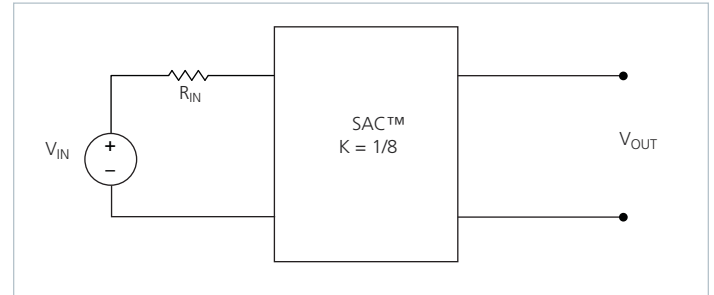 R_IN
SAC™
K = 1/8
V_IN
+
–
V_OUT